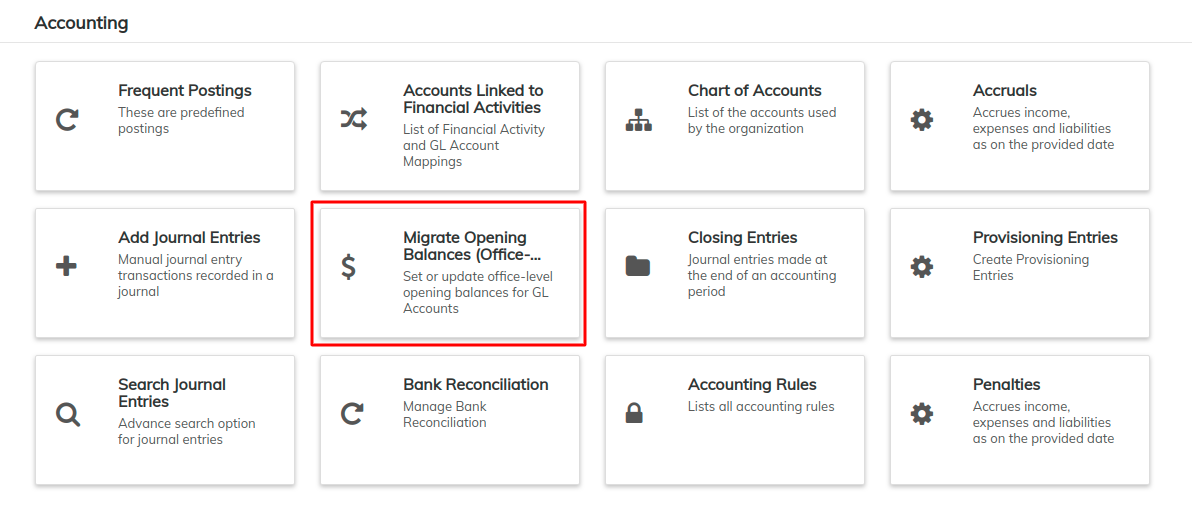 Accounting
Frequent Postings
These are predefined
postings
Accounts Linked to
Financial Activities
List of Financial Activity
and GL Account
Mappings
Chart of Accounts
List of the accounts used
by the organization
Accruals
Accrues income,
expenses and liabilities
as on the provided date
Add Journal Entries
Manual journal entry
transactions recorded in a
journal
Migrate Opening
Balances (Office-...
Set or update office-level
opening balances for GL
Accounts
Closing Entries
Journal entries made at
the end of an accounting
period
Provisioning Entries
Create Provisioning
Entries
Search Journal
Entries
Advance search option
for journal entries
Bank Reconciliation
Manage Bank
Reconciliation
Accounting Rules
Lists all accounting rules
Penalties
Accrues income,
expenses and liabilities
as on the provided date